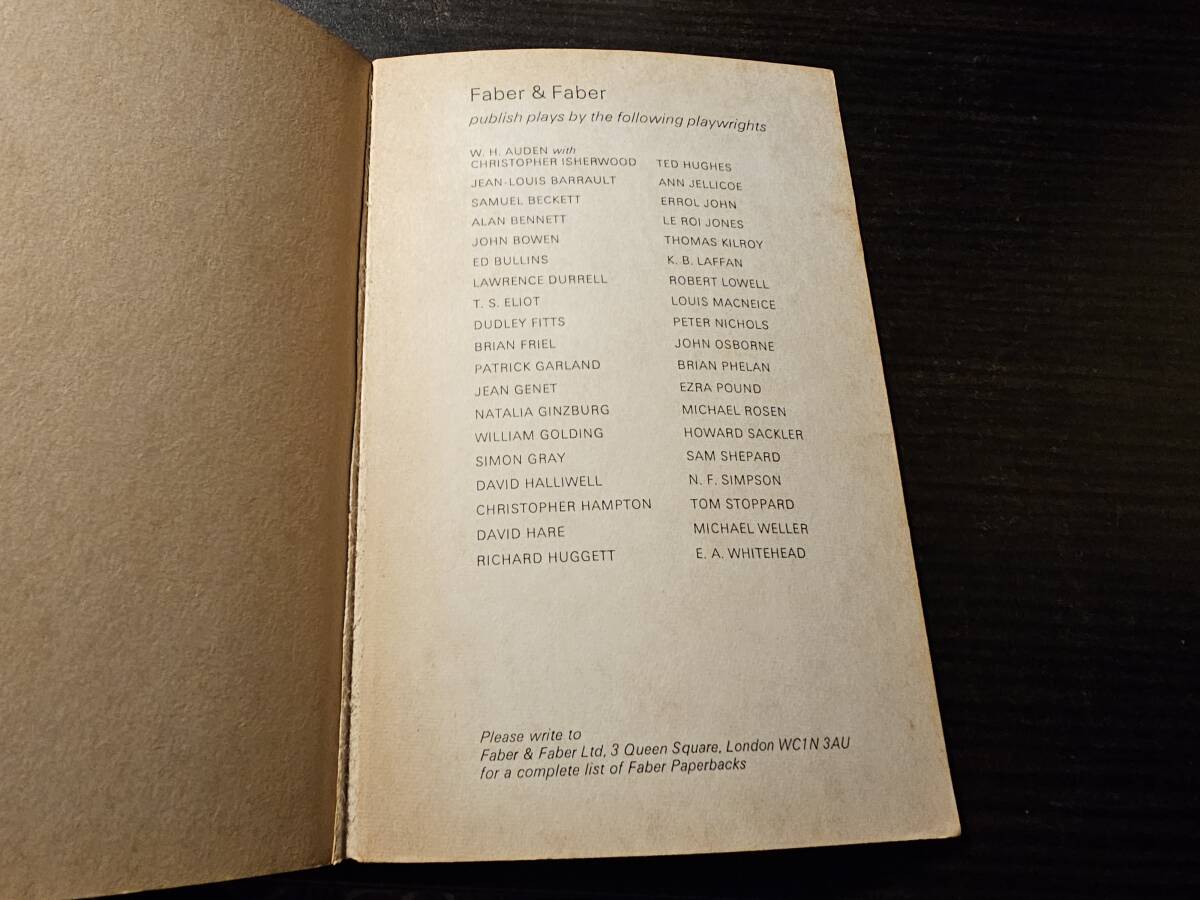 Faber & Faber
publish plays by the following playwrights
W. H. AUDEN with
CHRISTOPHER ISHERWOOD
JEAN-LOUIS BARRAULT
SAMUEL BECKETT
ALAN BENNETT
JOHN BOWEN
ED BULLINS
LAWRENCE DURRELL
T. S. ELIOT
DUDLEY FITTS
BRIAN FRIEL
PATRICK GARLAND
JEAN GENET
NATALIA GINZBURG
WILLIAM GOLDING
SIMON GRAY
DAVID HALLIWELL
CHRISTOPHER HAMPTON
DAVID HARE
RICHARD HUGGETT
TED HUGHES
ANN JELLICOE
ERROL JOHN
LE ROI JONES
THOMAS KILROY
K. B. LAFFAN
ROBERT LOWELL
LOUIS MACNEICE
PETER NICHOLS
JOHN OSBORNE
BRIAN PHELAN
EZRA POUND
MICHAEL ROSEN
HOWARD SACKLER
SAM SHEPARD
N. F. SIMPSON
TOM STOPPARD
MICHAEL WELLER
E. A. WHITEHEAD
Please write to
Faber & Faber Ltd, 3 Queen Square, London WC1N 3AU
for a complete list of Faber Paperbacks